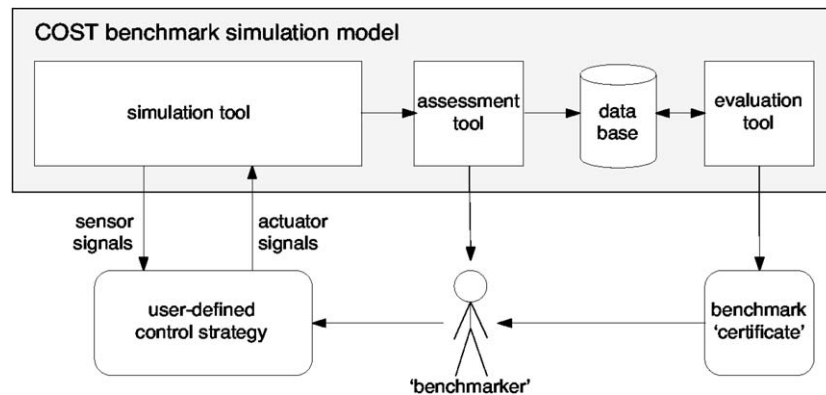 COST benchmark simulation model
simulation tool
assessment
tool
data
base
evaluation
tool
sensor
signals
actuator
signals
user-defined
control strategy
'benchmarker'
benchmark
'certificate'